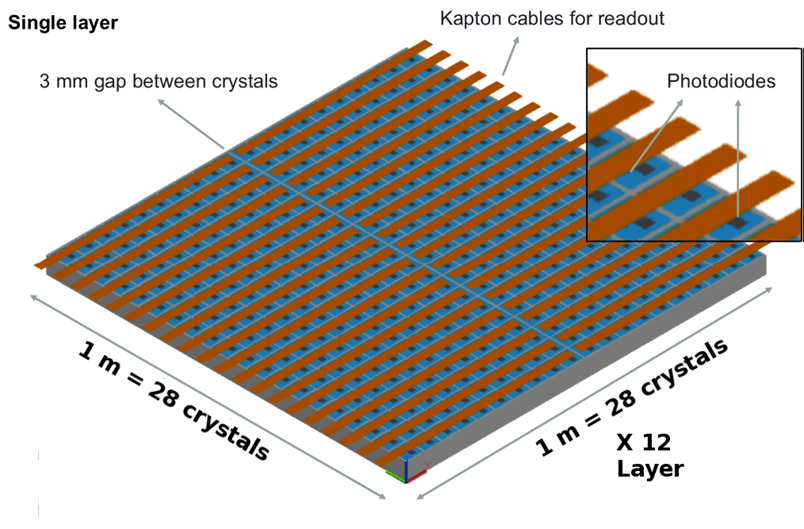 Single layer
Kapton cables for readout
3 mm gap between crystals
Photodiodes
1 m = 28 crystals
1 m = 28 crystals
X 12
Layer